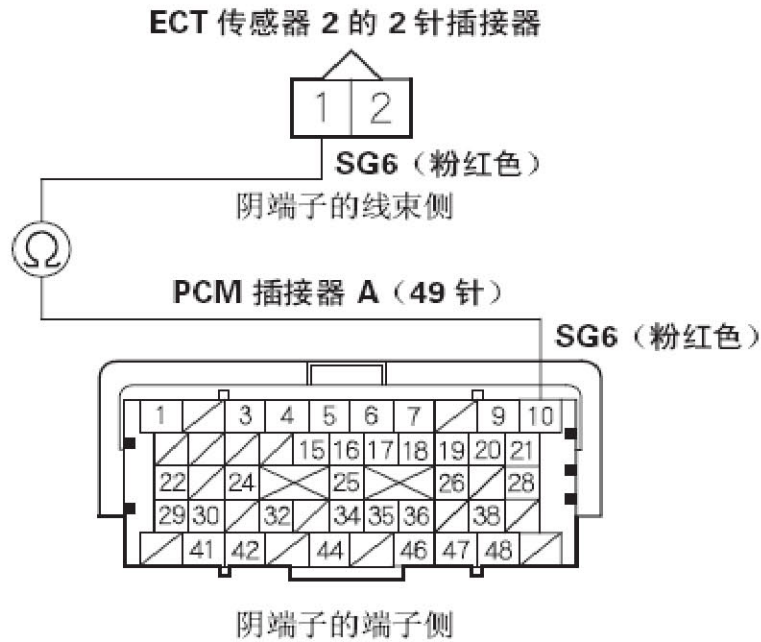 ECT 传感器 2 的 2 针插接器
1 2
SG6（粉红色）
阴端子的线束侧
Ω
PCM 插接器 A（49 针）
SG6（粉红色）
1 3 4 5 6 7 9 10
15 16 17 18 19 20 21
22 24 25 26 28
29 30 32 34 35 36 38
41 42 44 46 47 48
阴端子的端子侧